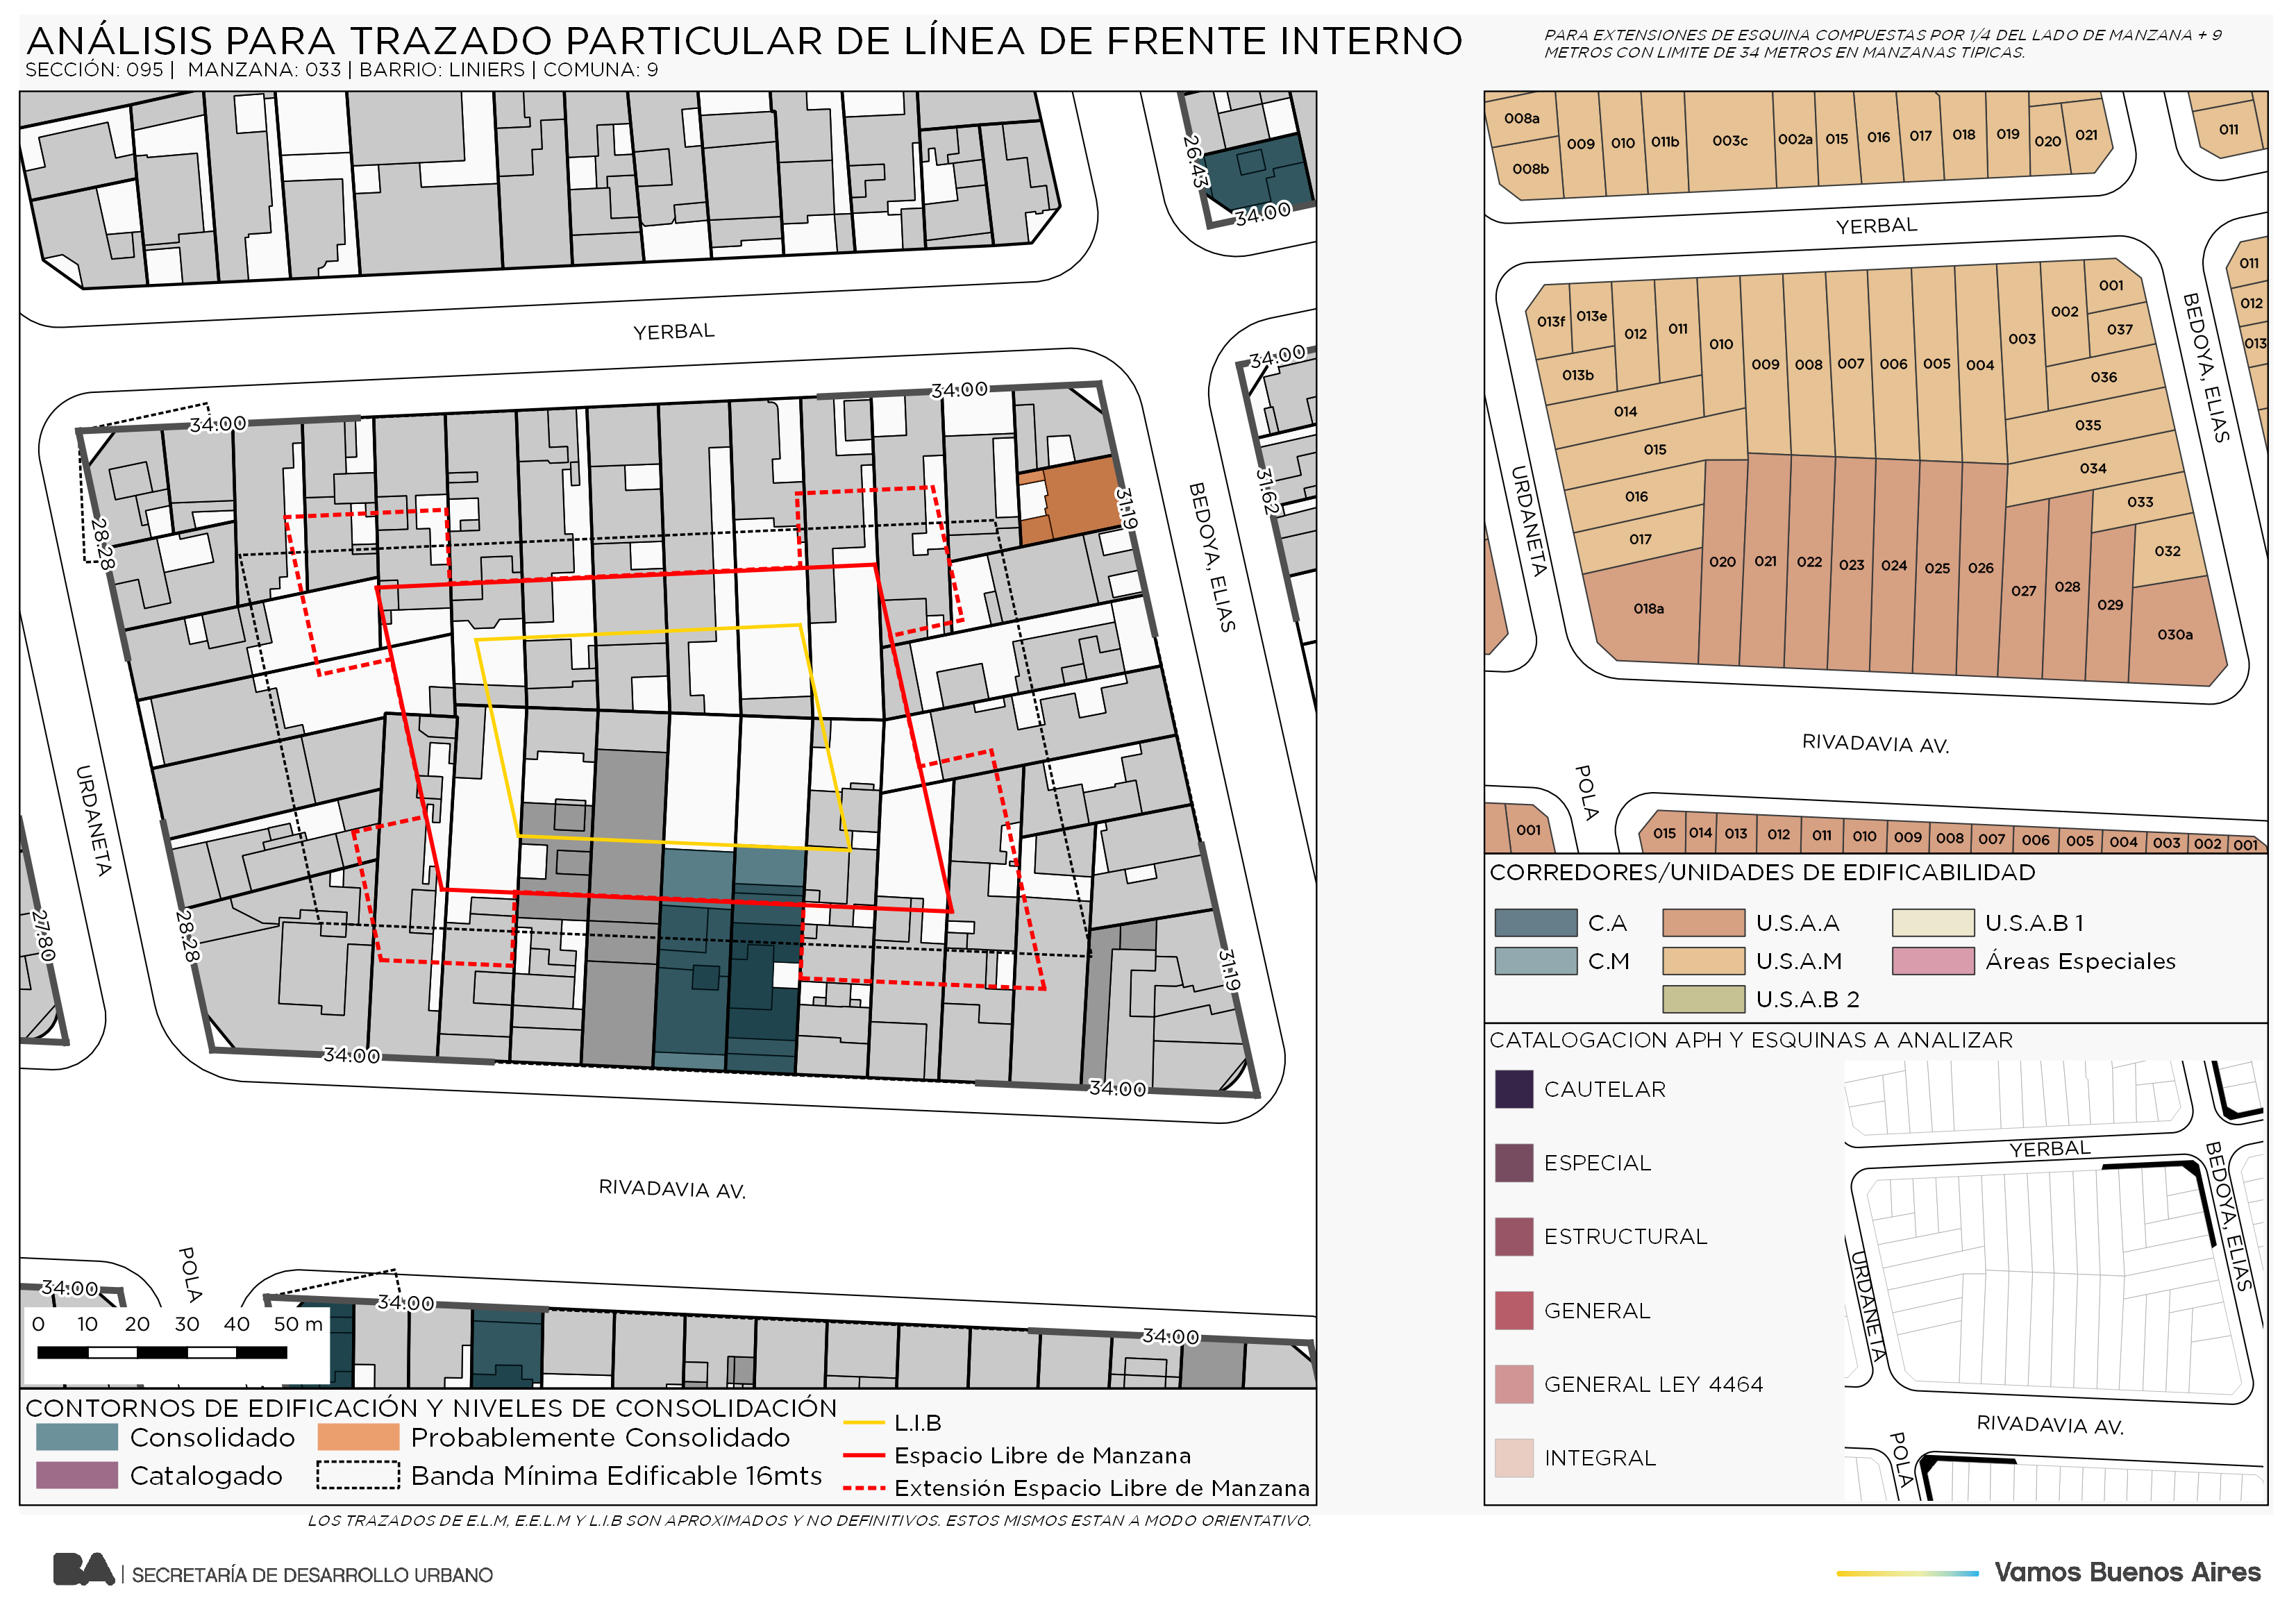 ANÁLISIS PARA TRAZADO PARTICULAR DE LÍNEA DE FRENTE INTERNO
SECCIÓN: 095 | MANZANA: 033 | BARRIO: LINIERS | COMUNA: 9
PARA EXTENSIONES DE ESQUINA COMPUESTAS POR 1/4 DEL LADO DE MANZANA + 9
METROS CON LIMITE DE 34 METROS EN MANZANAS TIPICAS.
26.43
34.00
YERBAL
34.00
34.00
34.00
31.62
31.19
28.28
BEDOYA, ELIAS
URDANETA
27.80
28.28
31.19
34.00
34.00
RIVADAVIA AV.
POLA
34.00
34.00
34.00
0 10 20 30 40 50 m
CONTORNOS DE EDIFICACIÓN Y NIVELES DE CONSOLIDACIÓN
Consolidado
Probablemente Consolidado
Catalogado
Banda Mínima Edificable 16mts
L.I.B
Espacio Libre de Manzana
Extensión Espacio Libre de Manzana
LOS TRAZADOS DE E.L.M, E.E.L.M Y L.I.B SON APROXIMADOS Y NO DEFINITIVOS. ESTOS MISMOS ESTAN A MODO ORIENTATIVO.
008a
008b
009
010
011b
003c
002a
015
016
017
018
019
020
021
011
YERBAL
013f
013e
012
011
010
009
008
007
006
005
004
003
002
001
037
036
035
034
033
032
013b
014
015
016
017
018a
020
021
022
023
024
025
026
027
028
029
030a
011
012
013
BEDOYA, ELIAS
URDANETA
RIVADAVIA AV.
POLA
001
015
014
013
012
011
010
009
008
007
006
005
004
003
002
001
CORREDORES/UNIDADES DE EDIFICABILIDAD
C.A
U.S.A.A
U.S.A.B 1
C.M
U.S.A.M
Áreas Especiales
U.S.A.B 2
CATALOGACION APH Y ESQUINAS A ANALIZAR
CAUTELAR
ESPECIAL
ESTRUCTURAL
GENERAL
GENERAL LEY 4464
INTEGRAL
YERBAL
BEDOYA, ELIAS
URDANETA
RIVADAVIA AV.
POLA
BA | SECRETARÍA DE DESARROLLO URBANO
Vamos Buenos Aires